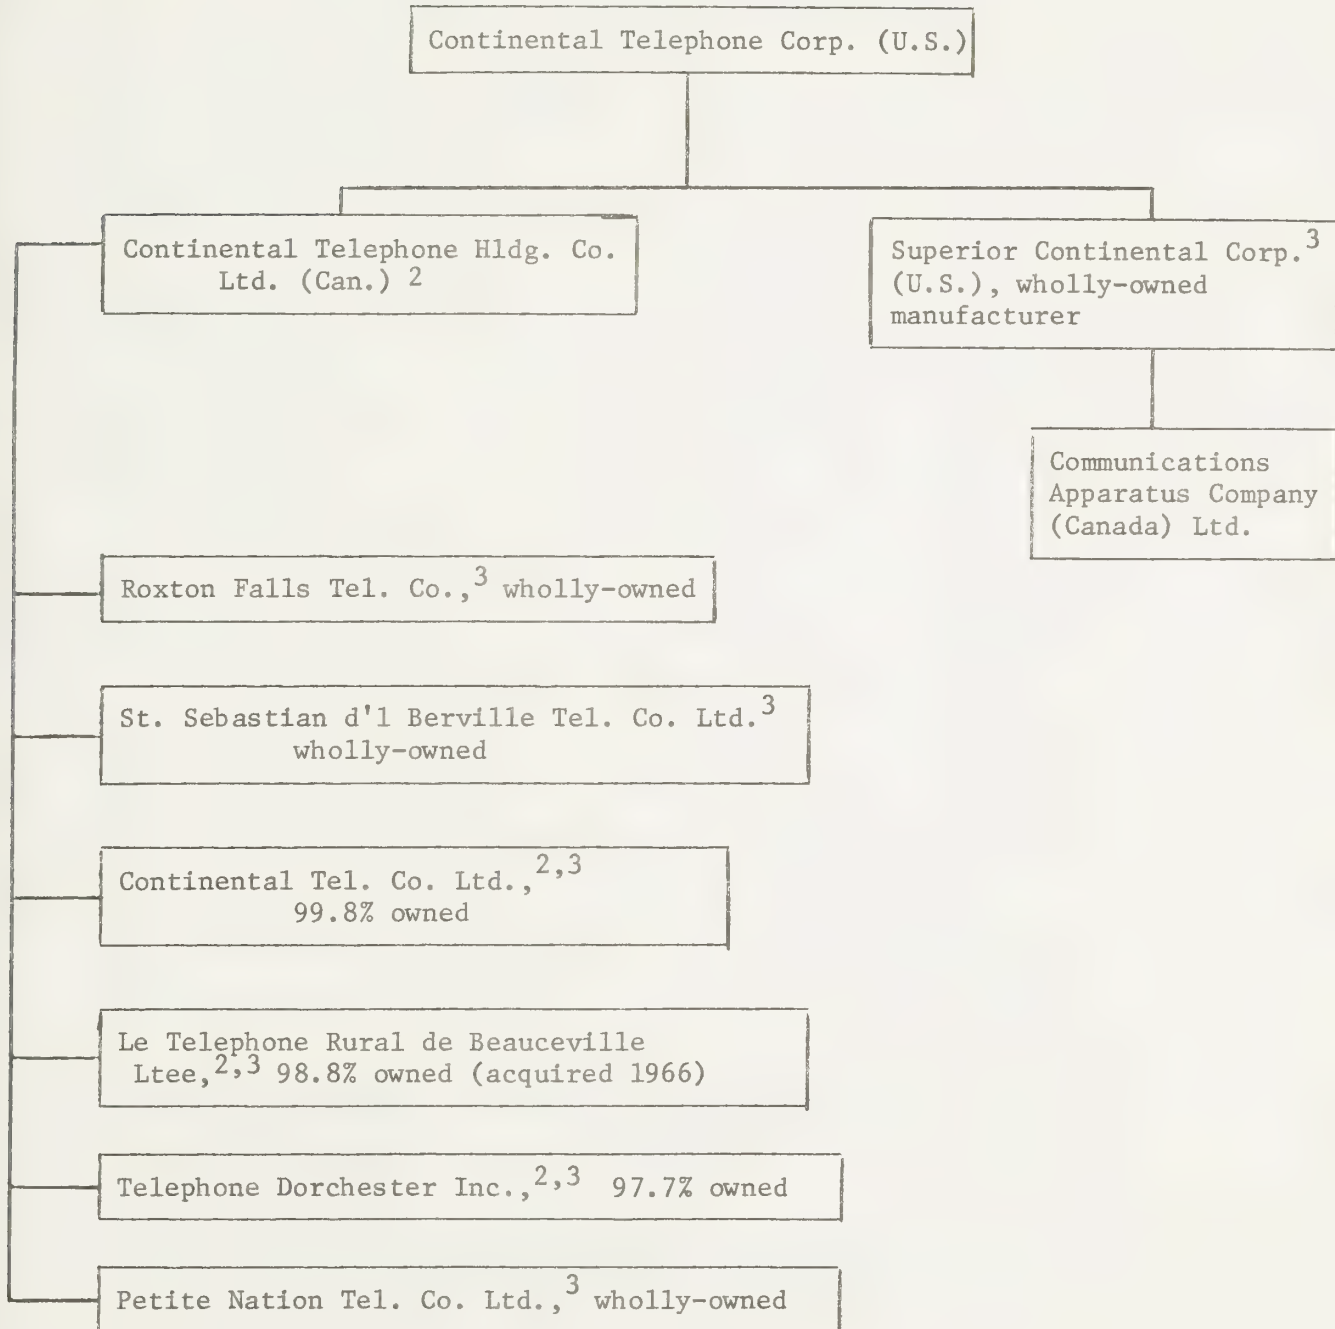 Continental Telephone Corp. (U.S.)
Continental Telephone Hldg. Co.
Ltd. (Can.) 2
Superior Continental Corp.3
(U.S.), wholly-owned
manufacturer
Communications
Apparatus Company
(Canada) Ltd.
Roxton Falls Tel. Co.,3 wholly-owned
St. Sebastian d'l Berville Tel. Co. Ltd.3
wholly-owned
Continental Tel. Co. Ltd.,2,3
99.8% owned
Le Telephone Rural de Beauceville
Ltee,2,3 98.8% owned (acquired 1966)
Telephone Dorchester Inc.,2,3 97.7% owned
Petite Nation Tel. Co. Ltd.,3 wholly-owned